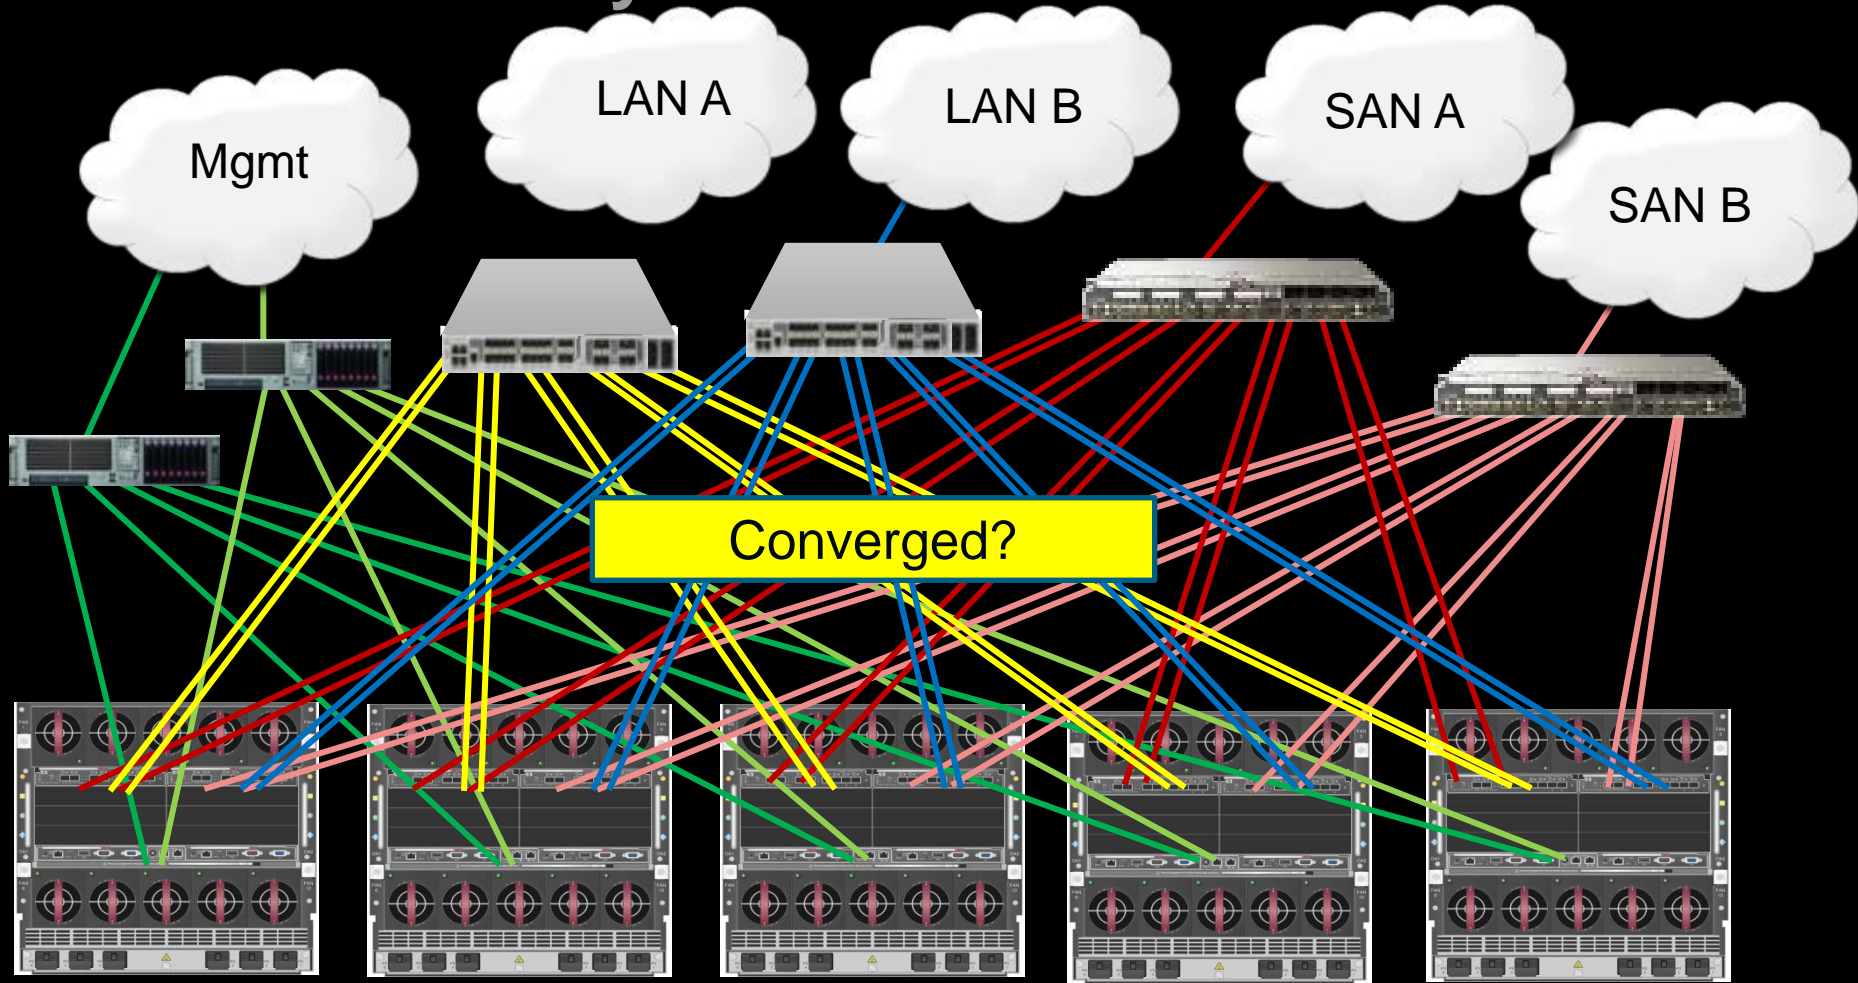 LAN A
LAN B
SAN A
Mgmt
SAN B
Converged?